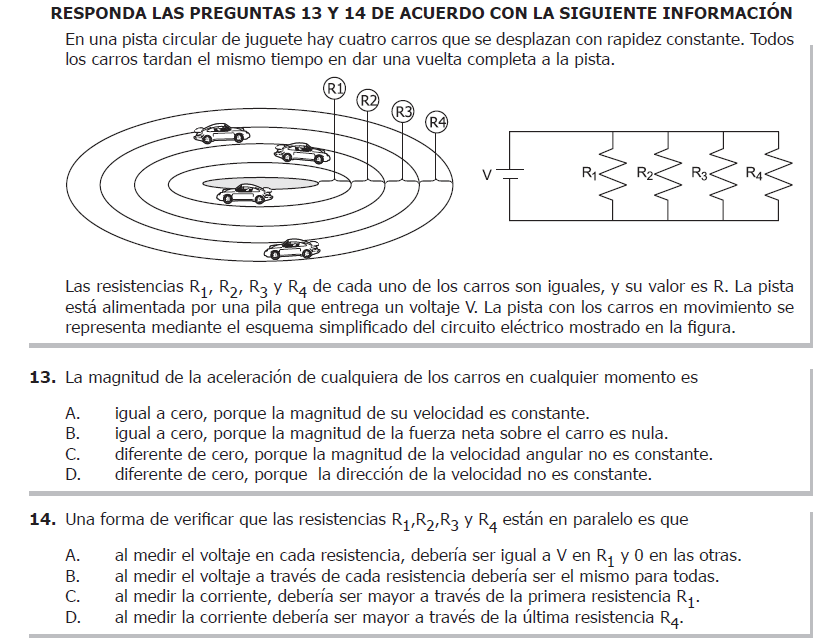 RESPONDA LAS PREGUNTAS 13 Y 14 DE ACUERDO CON LA SIGUIENTE INFORMACIÓN
En una pista circular de juguete hay cuatro carros que se desplazan con rapidez constante. Todos
los carros tardan el mismo tiempo en dar una vuelta completa a la pista.
R1
R2
R3
R4
V
R1
R2
R3
R4
Las resistencias R1, R2, R3 y R4 de cada uno de los carros son iguales, y su valor es R. La pista
está alimentada por una pila que entrega un voltaje V. La pista con los carros en movimiento se
representa mediante el esquema simplificado del circuito eléctrico mostrado en la figura.
13. La magnitud de la aceleración de cualquiera de los carros en cualquier momento es
A. igual a cero, porque la magnitud de su velocidad es constante.
B. igual a cero, porque la magnitud de la fuerza neta sobre el carro es nula.
C. diferente de cero, porque la magnitud de la velocidad angular no es constante.
D. diferente de cero, porque la dirección de la velocidad no es constante.
14. Una forma de verificar que las resistencias R1,R2,R3 y R4 están en paralelo es que
A. al medir el voltaje en cada resistencia, debería ser igual a V en R1 y 0 en las otras.
B. al medir el voltaje a través de cada resistencia debería ser el mismo para todas.
C. al medir la corriente, debería ser mayor a través de la primera resistencia R1.
D. al medir la corriente debería ser mayor a través de la última resistencia R4.